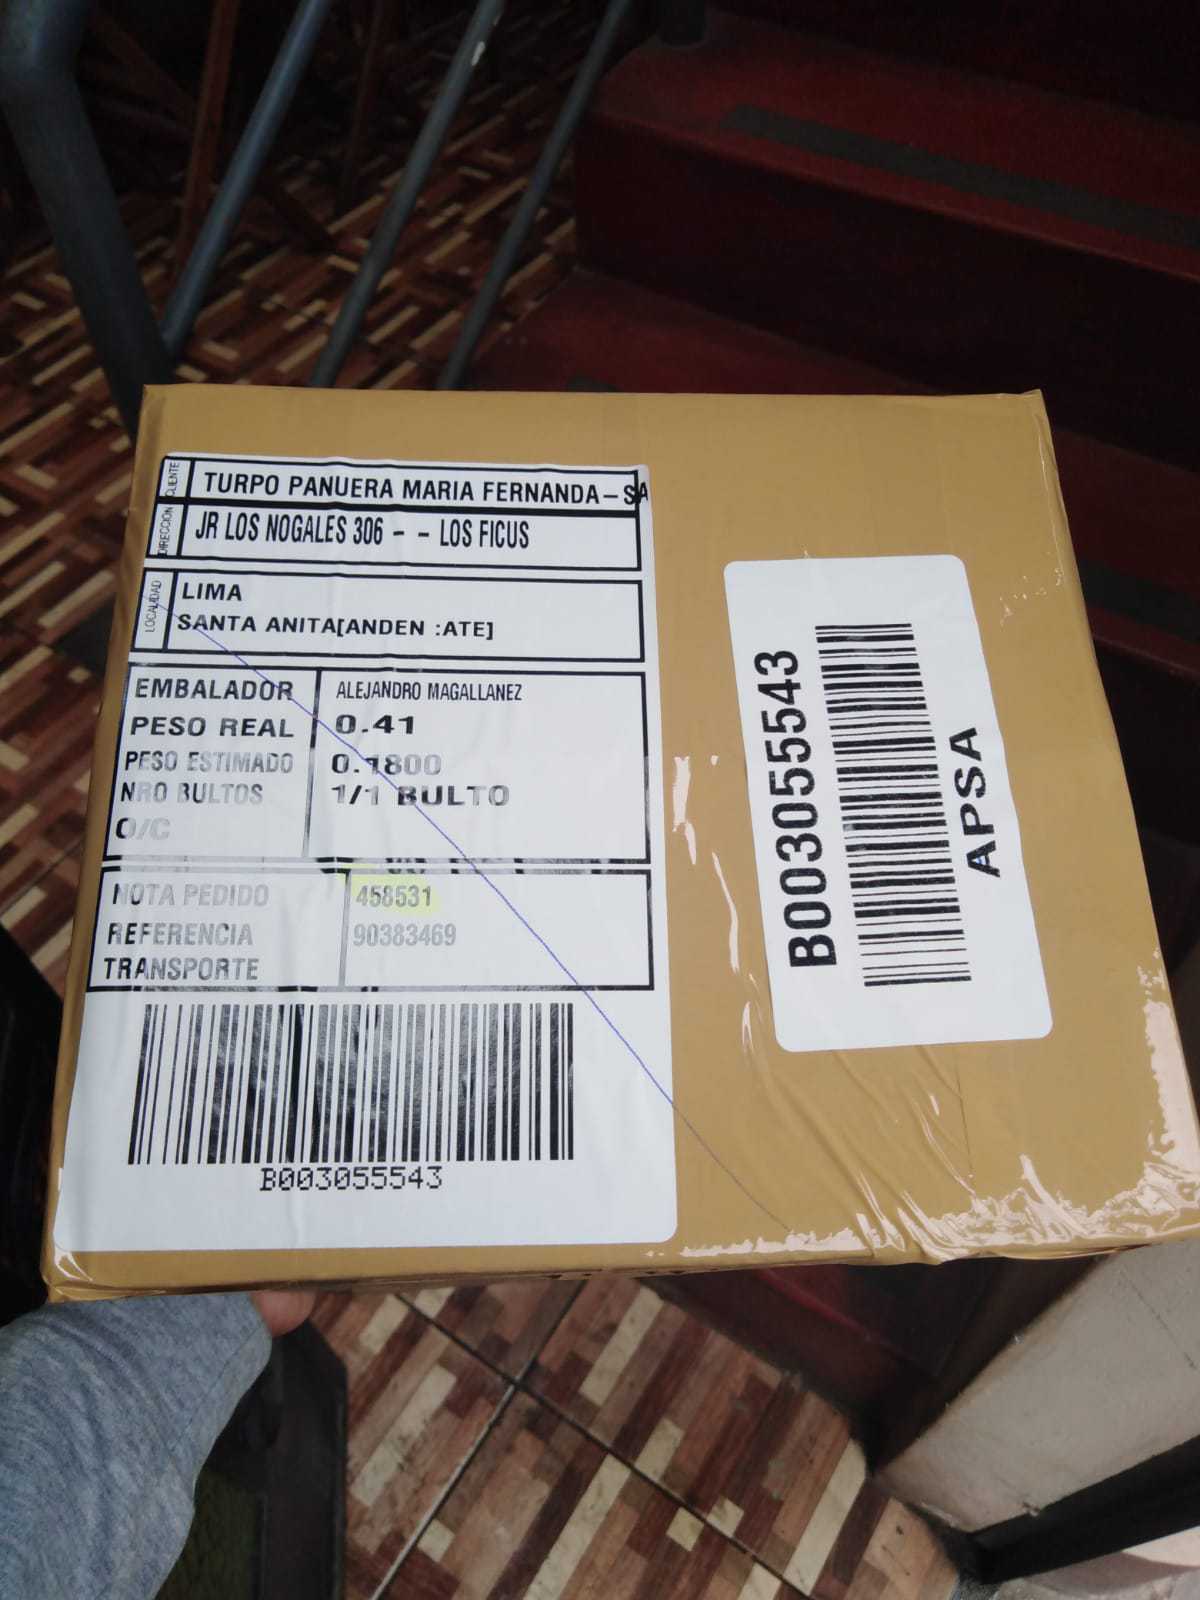 CLIENTE
TURPO PANUERA MARIA FERNANDA-SA
DIRECCION
JR LOS NOGALES 306 - - LOS FICUS
LOCALIDAD
LIMA
SANTA ANITA[ANDEN :ATE]
EMBALADOR ALEJANDRO MAGALLANEZ
PESO REAL 0.41
PESO ESTIMADO 0.1800
NRO BULTOS 1/1 BULTO
O/C
NOTA PEDIDO 458531
REFERENCIA 90383469
TRANSPORTE
B003055543
B003055543
APSA